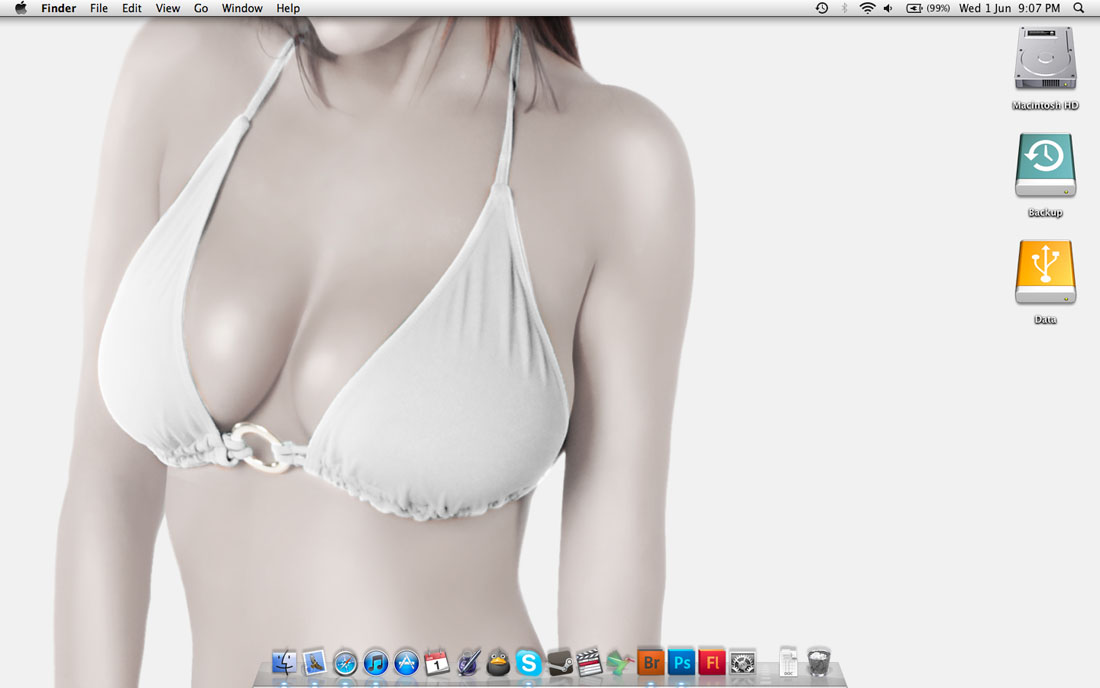 Finder File Edit View Go Window Help (99%) Wed 1 Jun 9:07 PM
Macintosh HD
Backup
Data
1 S Br Ps Fl
DOC